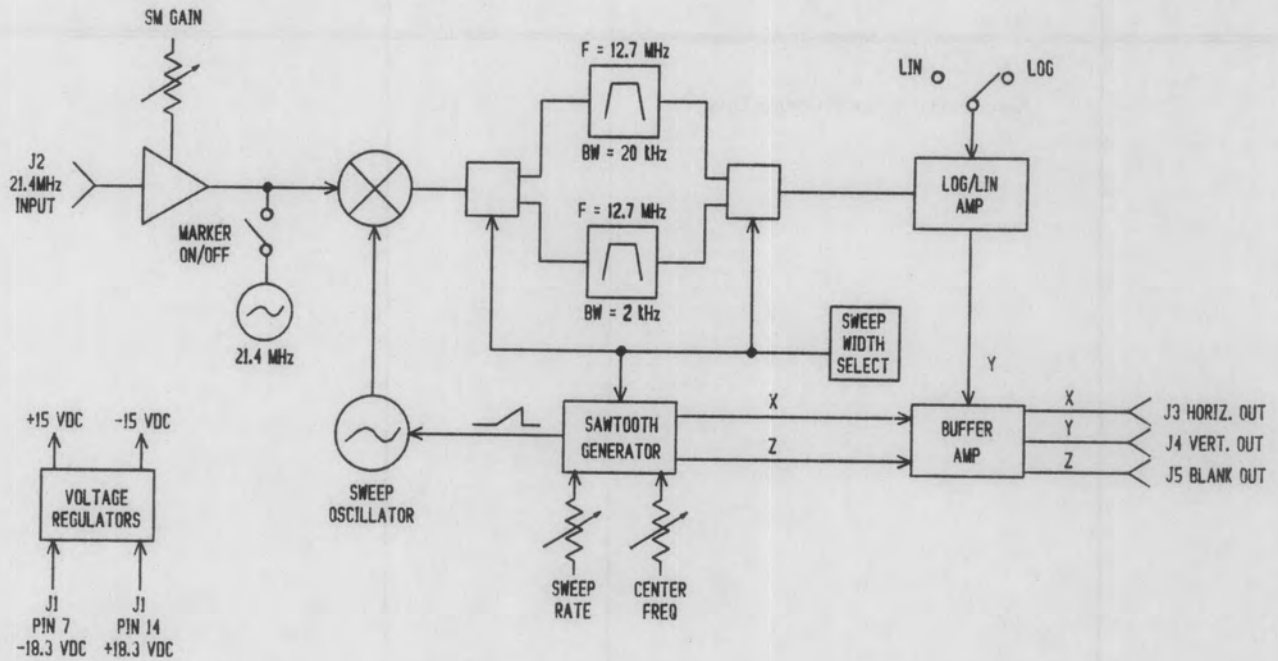 SM GAIN
F = 12.7 MHz
LIN
LOG
J2
21.4MHz
INPUT
BW = 20 kHz
LOG/LIN
AMP
MARKER
ON/OFF
F = 12.7 MHz
BW = 2 kHz
21.4 MHz
SWEEP
WIDTH
SELECT
Y
+15 VDC
-15 VDC
SAWTOOTH
GENERATOR
X
Z
BUFFER
AMP
X
Y
Z
J3 HORIZ. OUT
J4 VERT. OUT
J5 BLANK OUT
VOLTAGE
REGULATORS
SWEEP
OSCILLATOR
SWEEP
RATE
CENTER
FREQ
J1
PIN 7
-18.3 VDC
J1
PIN 14
+18.3 VDC